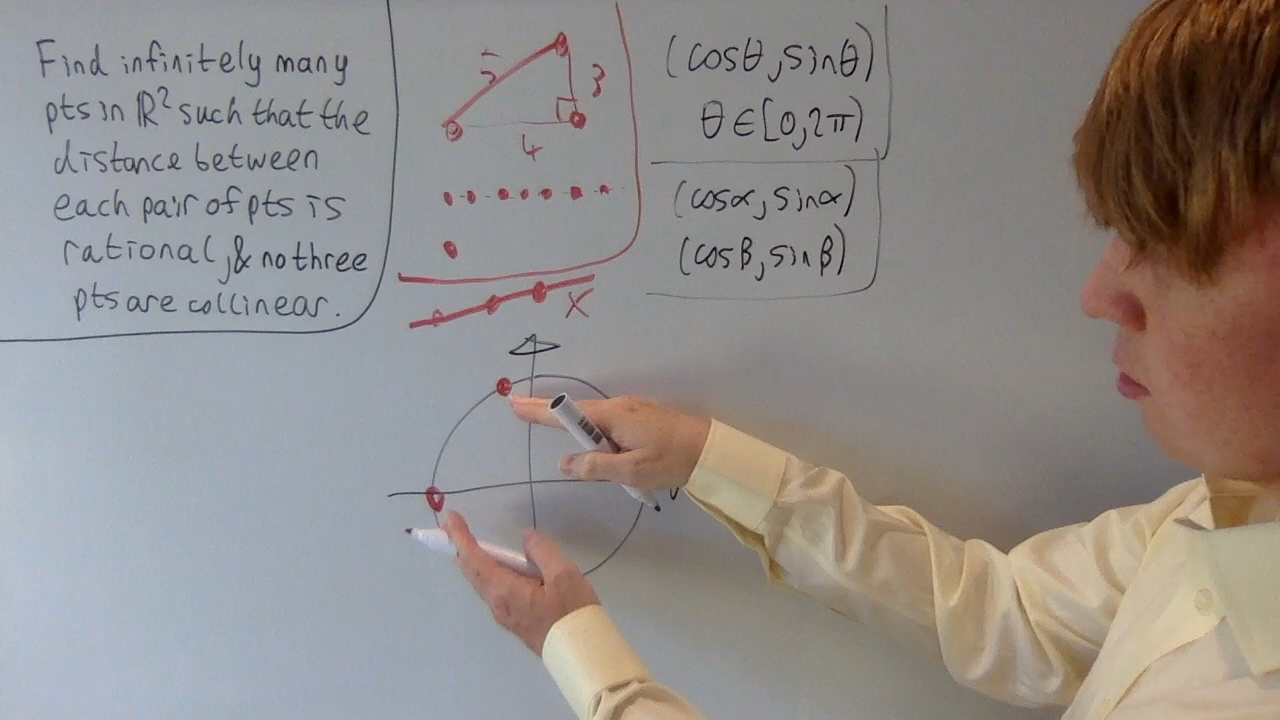 Find infinitely many
pts in ℝ² such that the
distance between
each pair of pts is
rational, & no three
pts are collinear.
5
3
4
X
(cosθ, sinθ)
θ ∈ [0, 2π)
(cosα, sinα)
(cosβ, sinβ)